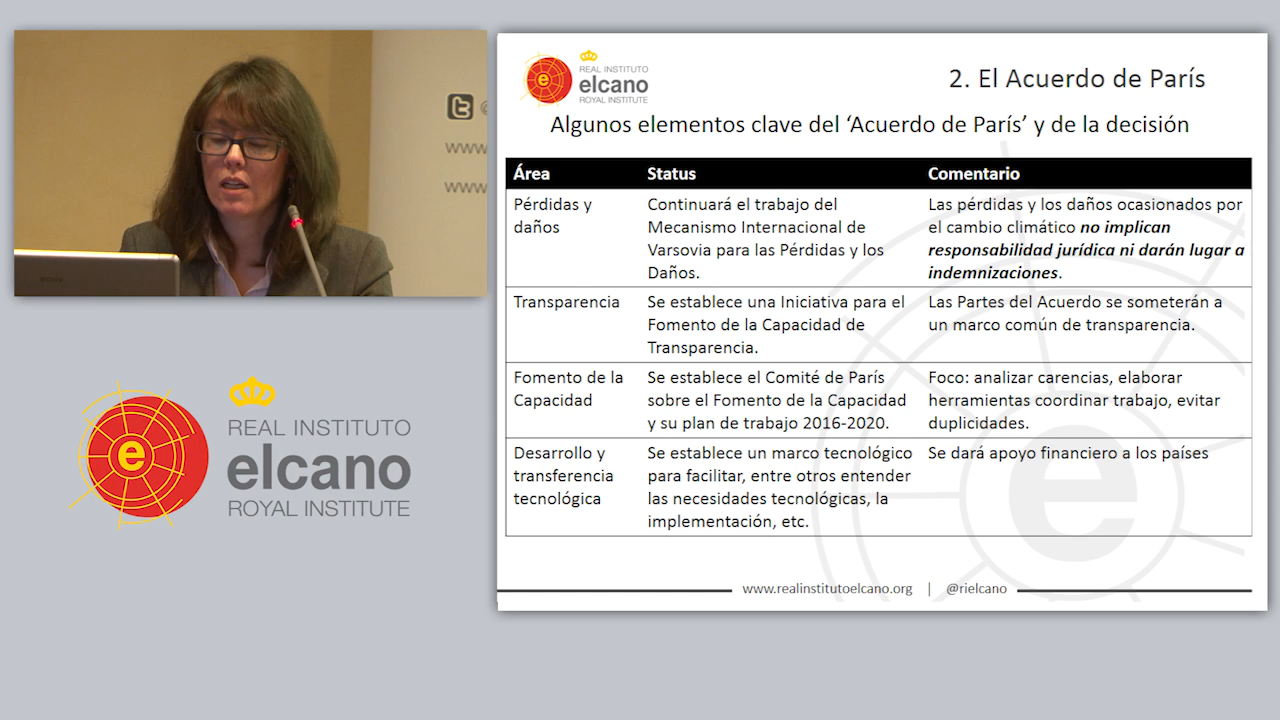 www
www
REAL INSTITUTO
elcano
ROYAL INSTITUTE
e
REAL INSTITUTO
elcano
ROYAL INSTITUTE
2. El Acuerdo de París
Algunos elementos clave del ‘Acuerdo de París’ y de la decisión
Área Status Comentario
Pérdidas y
daños
Continuará el trabajo del
Mecanismo Internacional de
Varsovia para las Pérdidas y los
Daños.
Las pérdidas y los daños ocasionados por
el cambio climático no implican
responsabilidad jurídica ni darán lugar a
indemnizaciones.
Transparencia
Se establece una Iniciativa para el
Fomento de la Capacidad de
Transparencia.
Las Partes del Acuerdo se someterán a
un marco común de transparencia.
Fomento de la
Capacidad
Se establece el Comité de París
sobre el Fomento de la Capacidad
y su plan de trabajo 2016-2020.
Foco: analizar carencias, elaborar
herramientas coordinar trabajo, evitar
duplicidades.
Desarrollo y
transferencia
tecnológica
Se establece un marco tecnológico
para facilitar, entre otros entender
las necesidades tecnológicas, la
implementación, etc.
Se dará apoyo financiero a los países
e
www.realinstitutoelcano.org | @rielcano
e
REAL INSTITUTO
elcano
ROYAL INSTITUTE